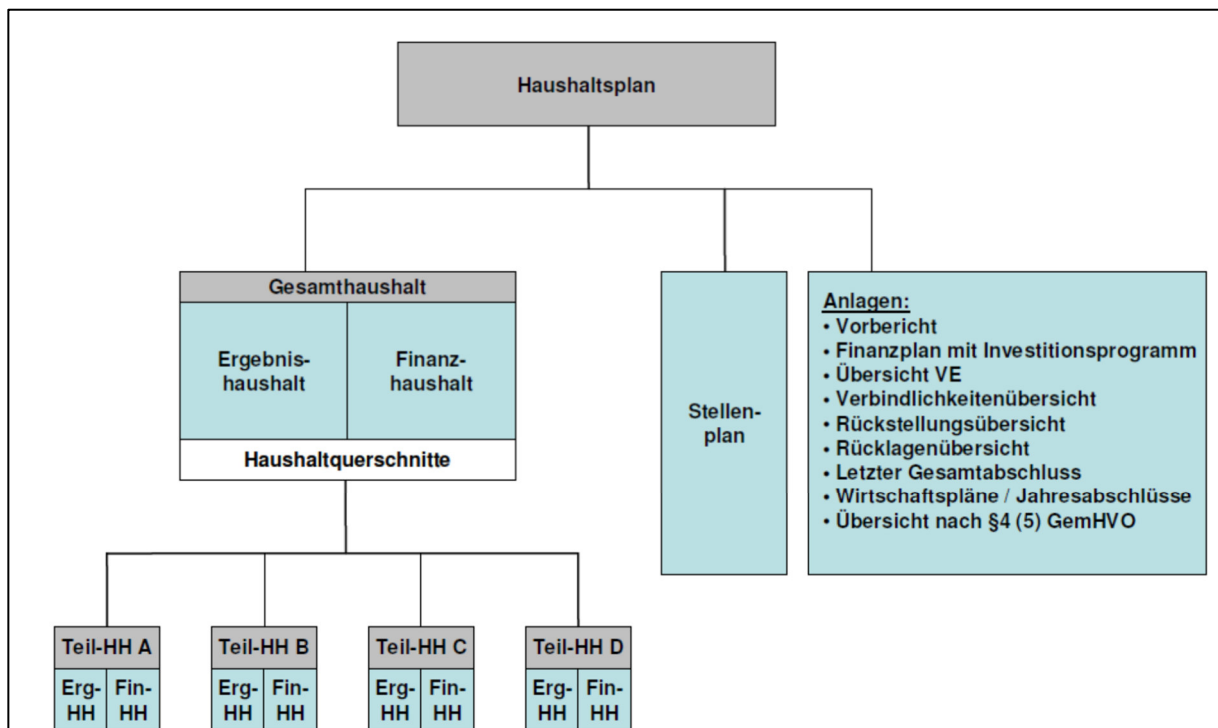 Haushaltsplan
Gesamthaushalt
Ergebnis-
haushalt
Finanz-
haushalt
Haushaltquerschnitte
Stellen-
plan
Anlagen:
• Vorbericht
• Finanzplan mit Investitionsprogramm
• Übersicht VE
• Verbindlichkeitenübersicht
• Rückstellungsübersicht
• Rücklagenübersicht
• Letzter Gesamtabschluss
• Wirtschaftspläne / Jahresabschlüsse
• Übersicht nach §4 (5) GemHVO
Teil-HH A
Erg-
HH
Fin-
HH
Teil-HH B
Erg-
HH
Fin-
HH
Teil-HH C
Erg-
HH
Fin-
HH
Teil-HH D
Erg-
HH
Fin-
HH